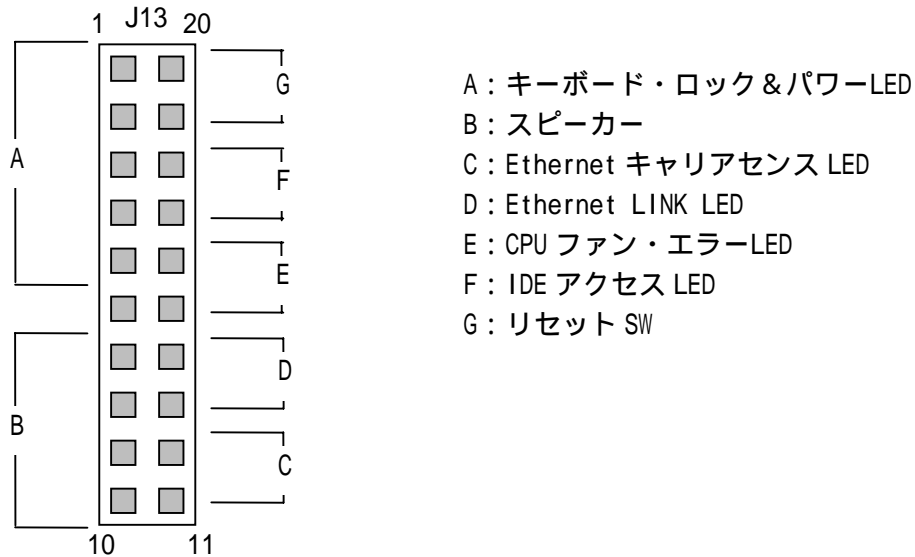 1 J13 20
A
B
G
F
E
D
C
10 11
A：キーボード・ロック＆パワーLED
B：スピーカー
C：Ethernet キャリアセンス LED
D：Ethernet LINK LED
E：CPU ファン・エラーLED
F：IDE アクセス LED
G：リセット SW